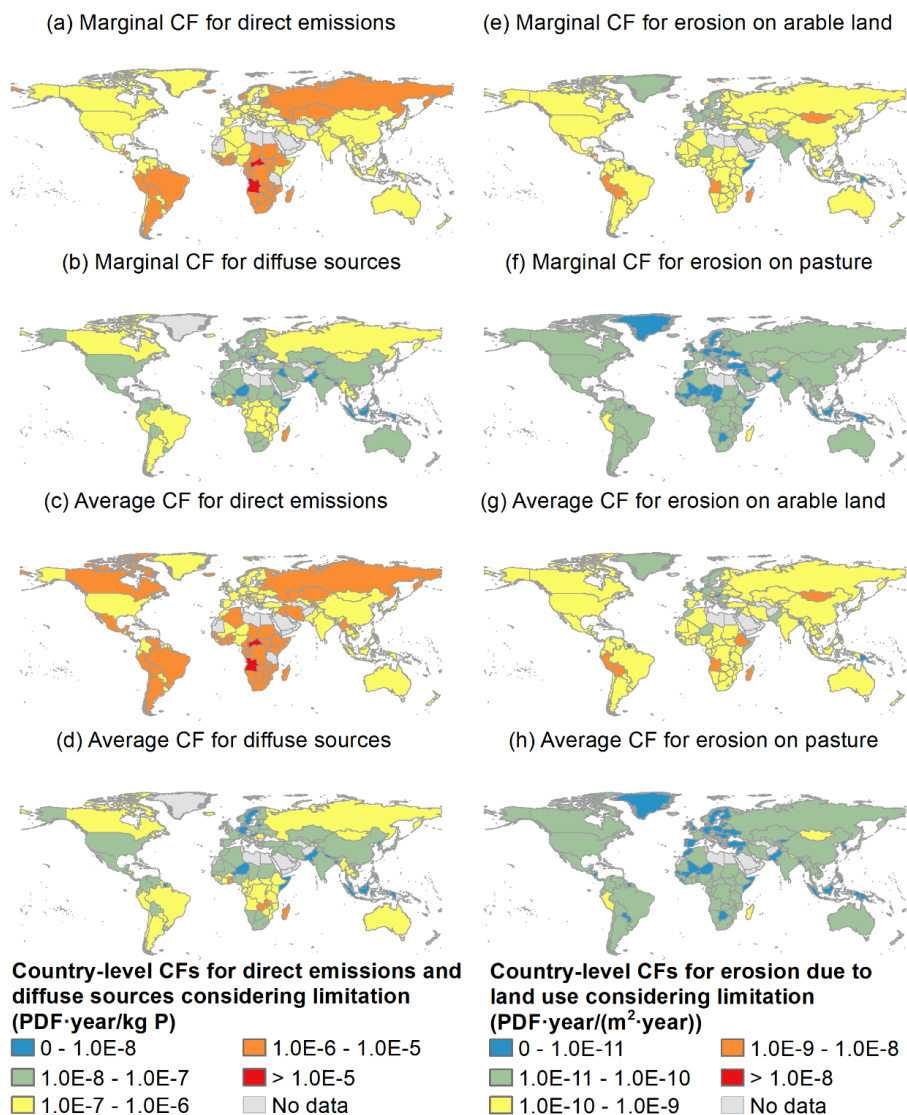 (a) Marginal CF for direct emissions
(e) Marginal CF for erosion on arable land
(b) Marginal CF for diffuse sources
(f) Marginal CF for erosion on pasture
(c) Average CF for direct emissions
(g) Average CF for erosion on arable land
(d) Average CF for diffuse sources
(h) Average CF for erosion on pasture
Country-level CFs for direct emissions and
diffuse sources considering limitation
(PDF·year/kg P)
0 - 1.0E-8
1.0E-8 - 1.0E-7
1.0E-7 - 1.0E-6
1.0E-6 - 1.0E-5
> 1.0E-5
No data
Country-level CFs for erosion due to
land use considering limitation
(PDF·year/(m²·year))
0 - 1.0E-11
1.0E-11 - 1.0E-10
1.0E-10 - 1.0E-9
1.0E-9 - 1.0E-8
> 1.0E-8
No data